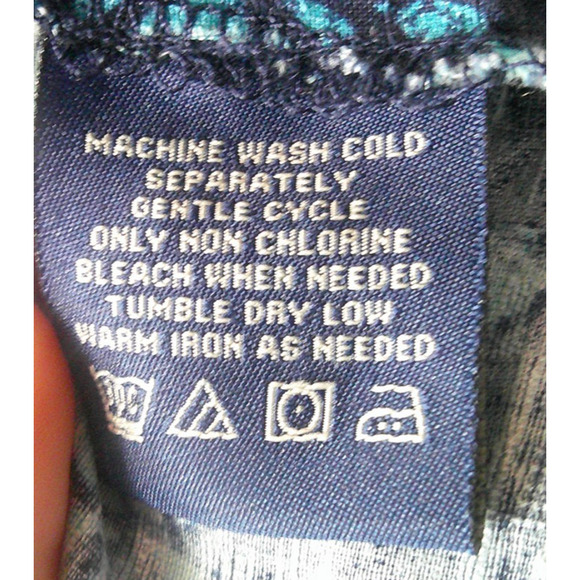 MACHINE WASH COLD
SEPARATELY
GENTLE CYCLE
ONLY NON CHLORINE
BLEACH WHEN NEEDED
TUMBLE DRY LOW
WARM IRON AS NEEDED